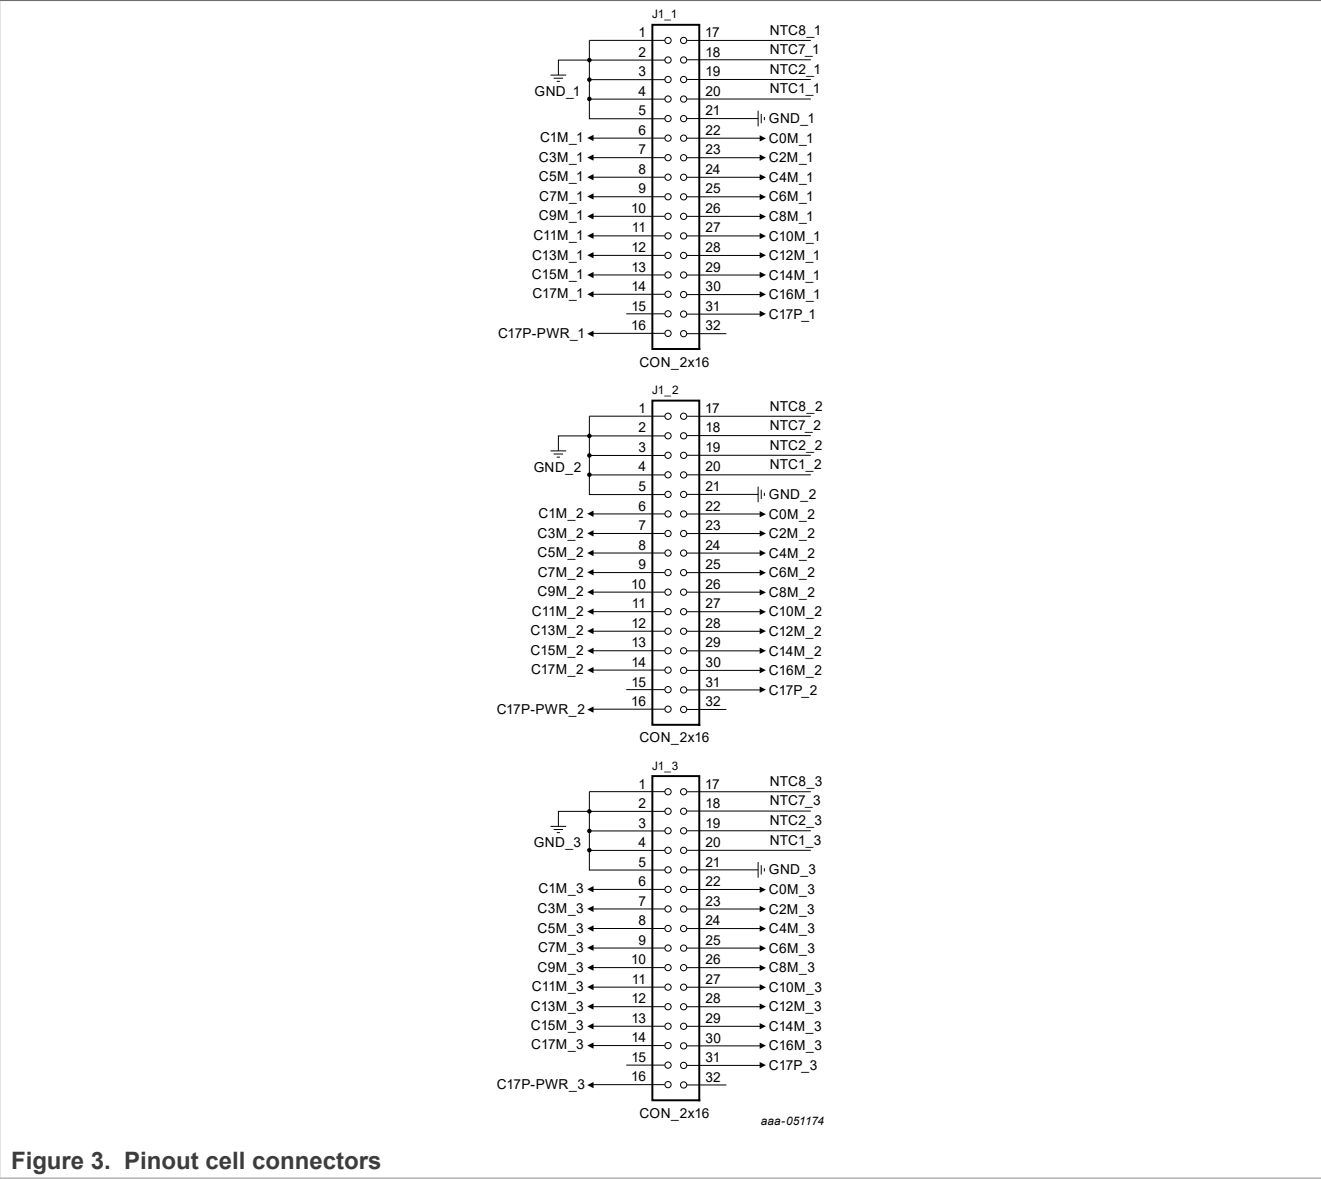 J1_1
1 17 NTC8_1
2 18 NTC7_1
3 19 NTC2_1
GND_1 4 20 NTC1_1
5 21 GND_1
C1M_1 6 22 C0M_1
C3M_1 7 23 C2M_1
C5M_1 8 24 C4M_1
C7M_1 9 25 C6M_1
C9M_1 10 26 C8M_1
C11M_1 11 27 C10M_1
C13M_1 12 28 C12M_1
C15M_1 13 29 C14M_1
C17M_1 14 30 C16M_1
15 31 C17P_1
C17P-PWR_1 16 32
CON_2x16
J1_2
1 17 NTC8_2
2 18 NTC7_2
3 19 NTC2_2
GND_2 4 20 NTC1_2
5 21 GND_2
C1M_2 6 22 C0M_2
C3M_2 7 23 C2M_2
C5M_2 8 24 C4M_2
C7M_2 9 25 C6M_2
C9M_2 10 26 C8M_2
C11M_2 11 27 C10M_2
C13M_2 12 28 C12M_2
C15M_2 13 29 C14M_2
C17M_2 14 30 C16M_2
15 31 C17P_2
C17P-PWR_2 16 32
CON_2x16
J1_3
1 17 NTC8_3
2 18 NTC7_3
3 19 NTC2_3
GND_3 4 20 NTC1_3
5 21 GND_3
C1M_3 6 22 C0M_3
C3M_3 7 23 C2M_3
C5M_3 8 24 C4M_3
C7M_3 9 25 C6M_3
C9M_3 10 26 C8M_3
C11M_3 11 27 C10M_3
C13M_3 12 28 C12M_3
C15M_3 13 29 C14M_3
C17M_3 14 30 C16M_3
15 31 C17P_3
C17P-PWR_3 16 32
CON_2x16
aaa-051174
Figure 3. Pinout cell connectors